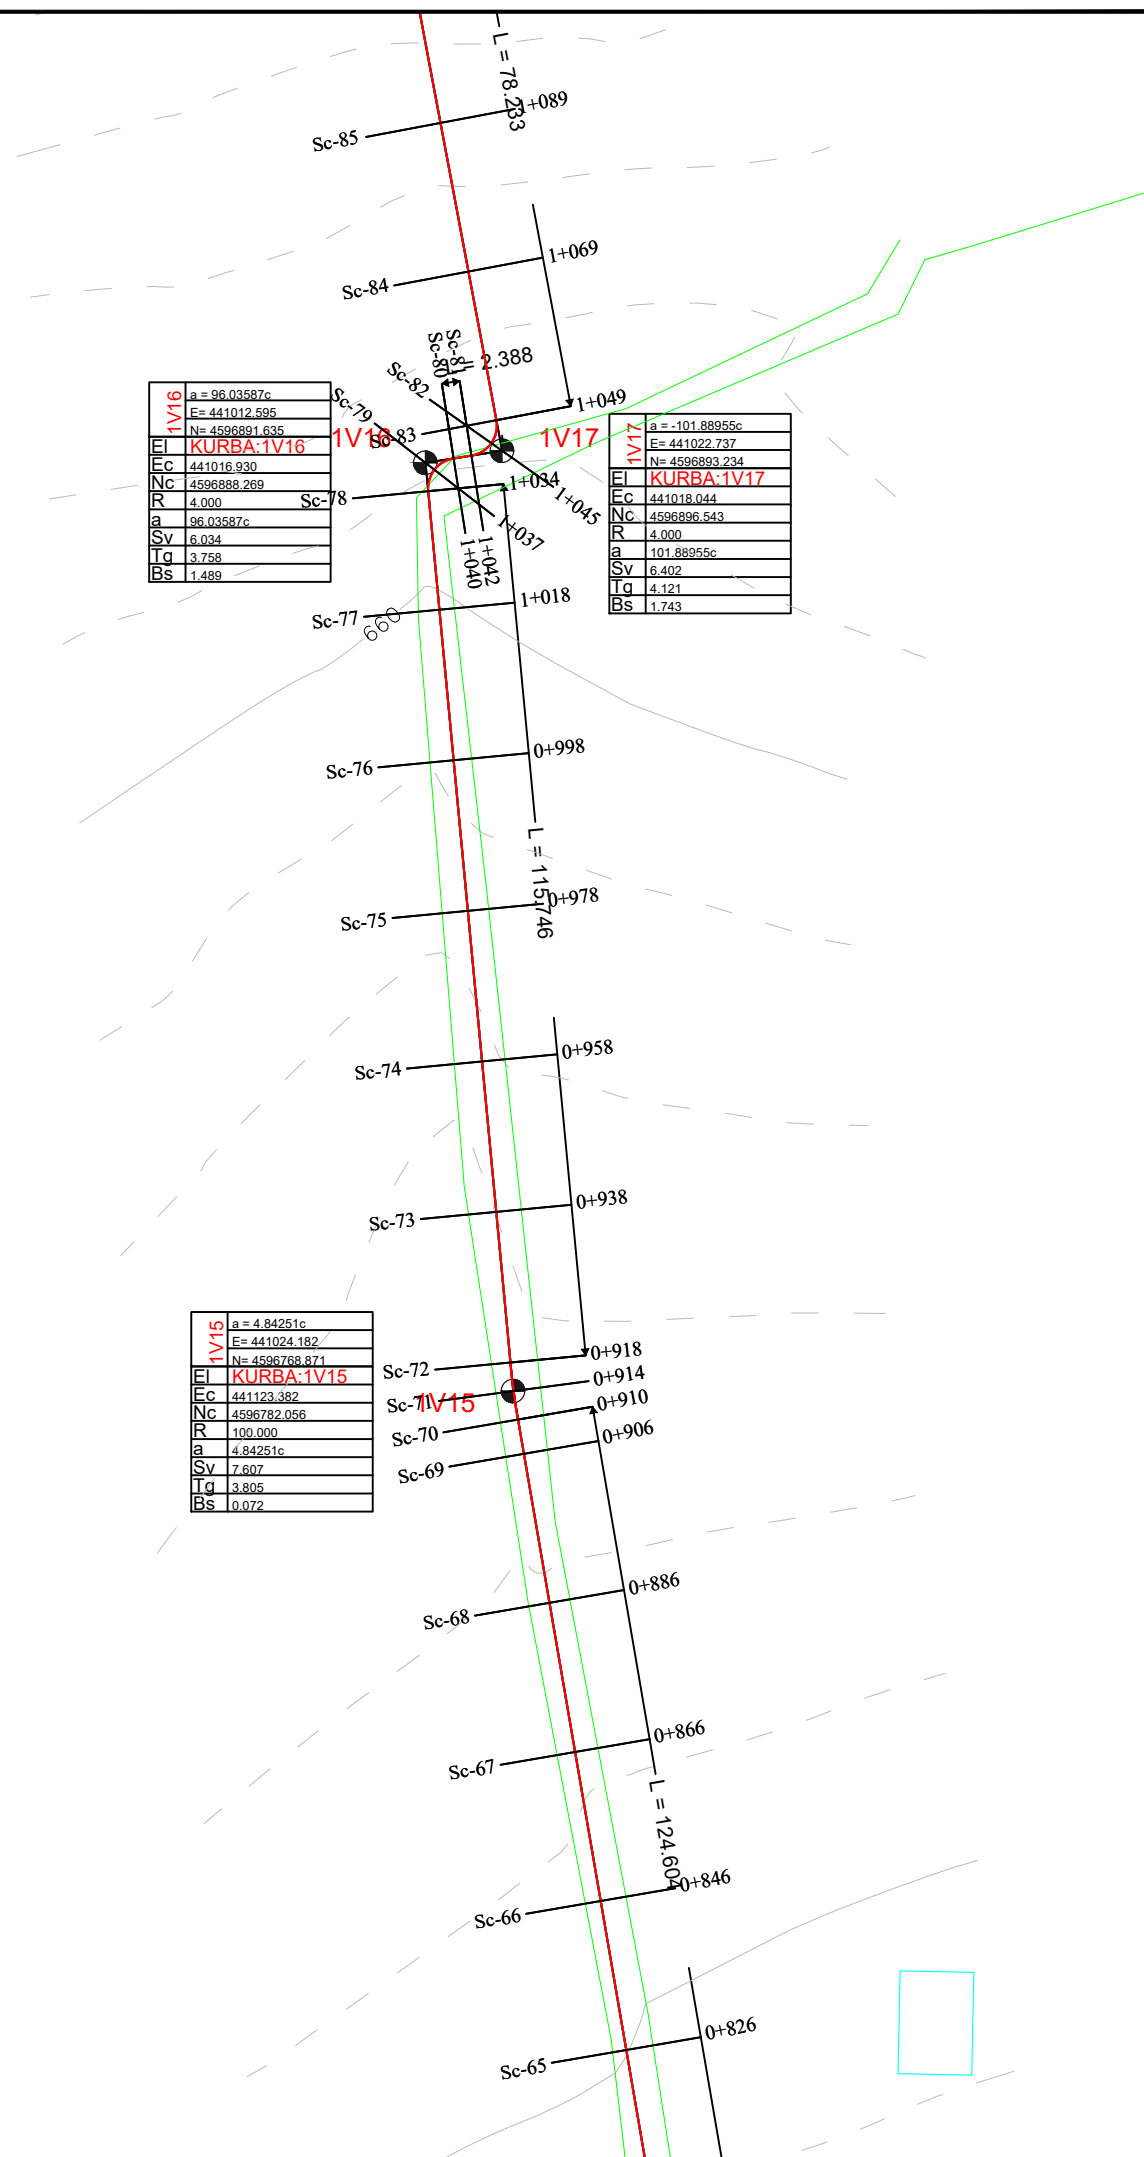 L = 78.233
1+089
Sc-85
1+069
Sc-84
Sc-80
Sc-81
2.388
Sc-82
1+049
Sc-79
Sc-83
1V16
1V17
Sc-78
1+034
1+045
1+037
1+042
1+040
1V16
a = 96.03587c
E= 441012.595
N= 4596891.635
El KURBA:1V16
Ec 441016.930
Nc 4596888.269
R 4.000
a 96.03587c
Sv 6.034
Tg 3.758
Bs 1.489
1V17
a = -101.88955c
E= 441022.737
N= 4596893.234
El KURBA:1V17
Ec 441018.044
Nc 4596896.543
R 4.000
a 101.88955c
Sv 6.402
Tg 4.121
Bs 1.743
1+018
Sc-77
660
0+998
Sc-76
L = 115.746
0+978
Sc-75
0+958
Sc-74
0+938
Sc-73
1V15
a = 4.84251c
E= 441024.182
N= 4596768.871
El KURBA:1V15
Ec 441123.382
Nc 4596782.056
R 100.000
a 4.84251c
Sv 7.607
Tg 3.805
Bs 0.072
0+918
Sc-72
0+914
Sc-71
1V15
0+910
Sc-70
0+906
Sc-69
0+886
Sc-68
0+866
Sc-67
L = 124.604
0+846
Sc-66
0+826
Sc-65